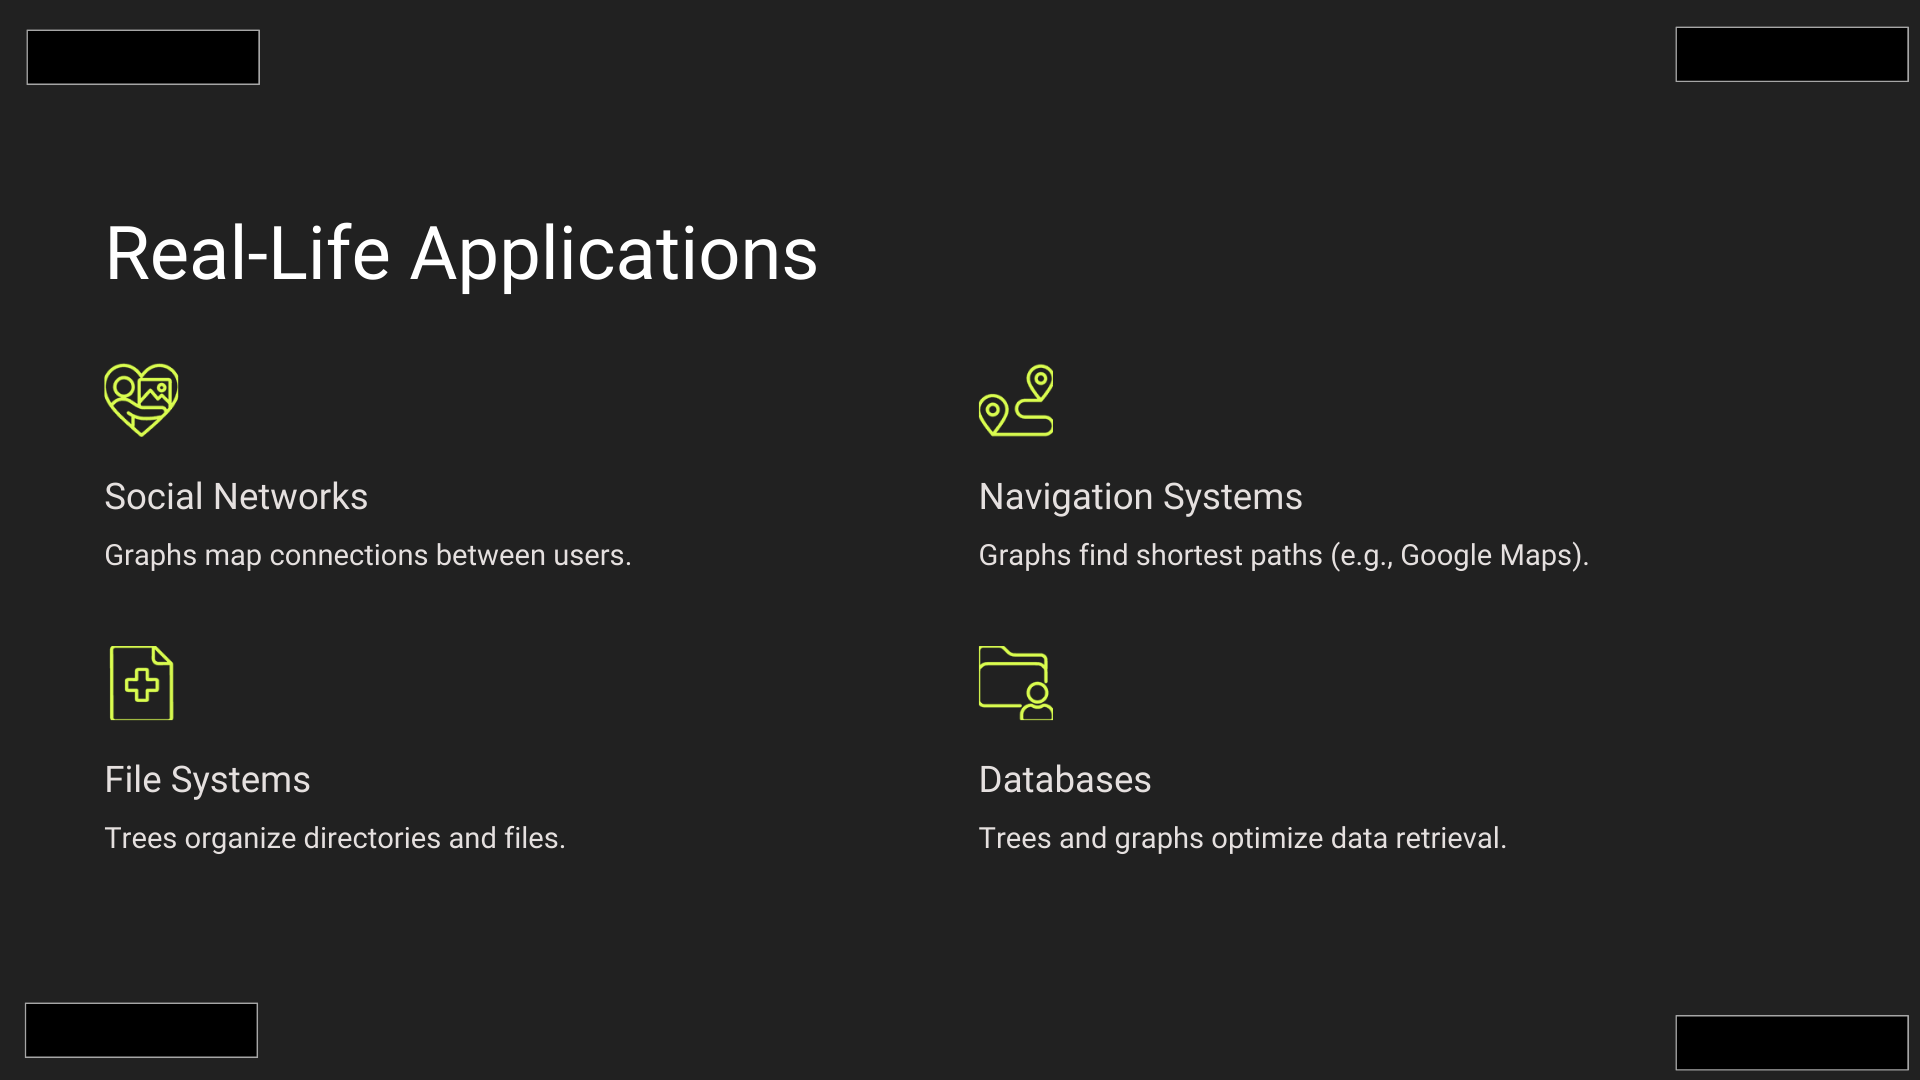 Real-Life Applications
Social Networks
Graphs map connections between users.
Navigation Systems
Graphs find shortest paths (e.g., Google Maps).
File Systems
Trees organize directories and files.
Databases
Trees and graphs optimize data retrieval.